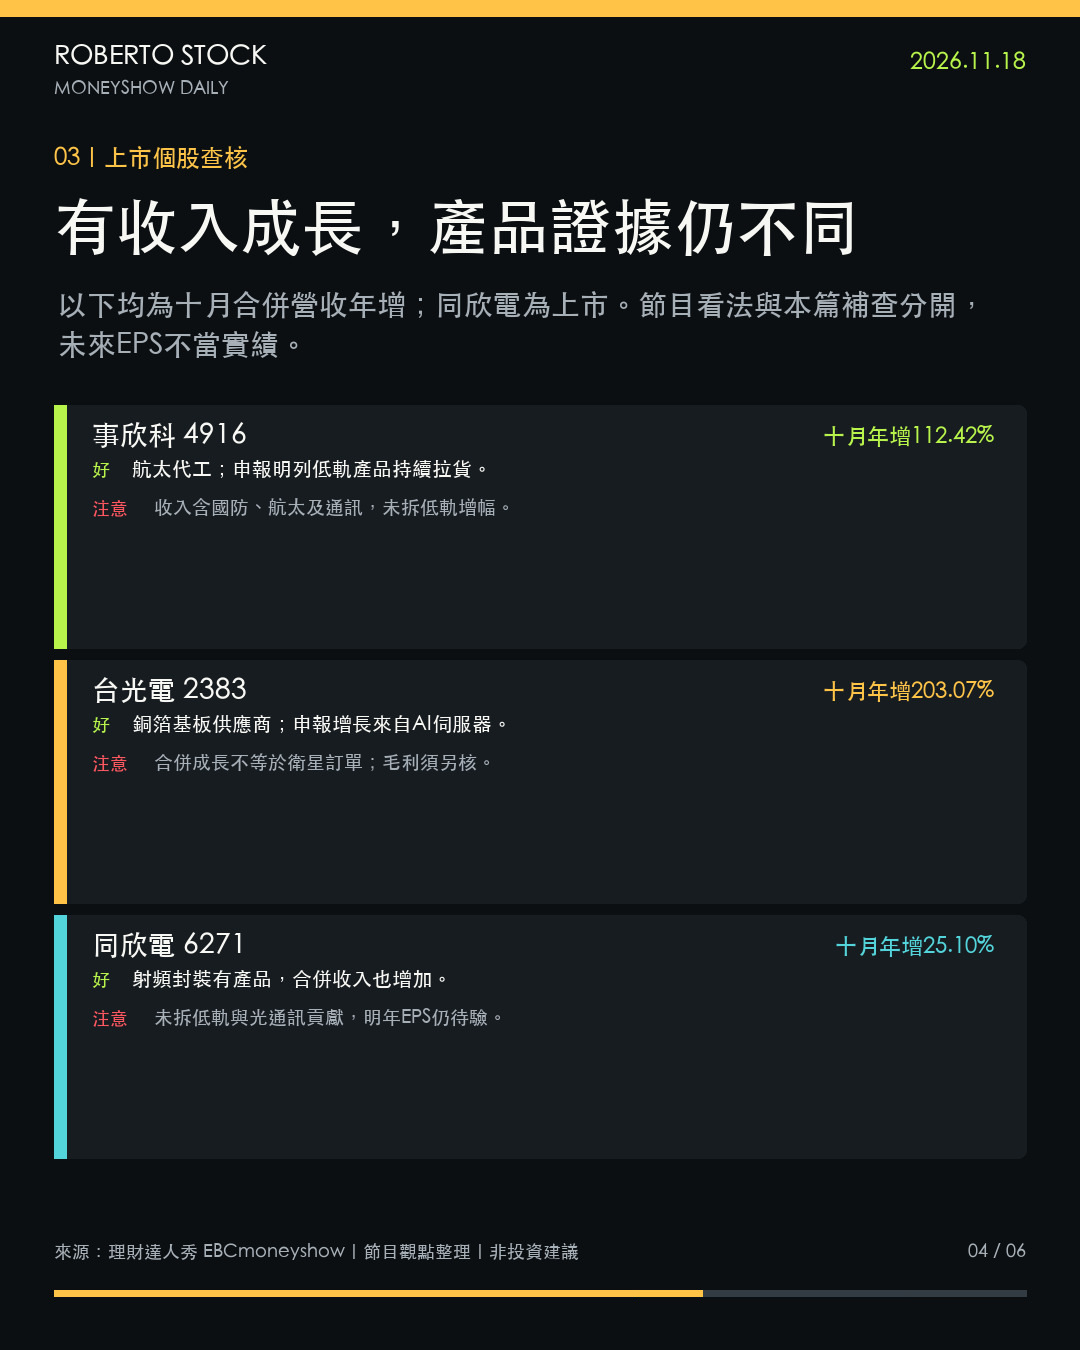 ROBERTO STOCK
MONEYSHOW DAILY
2026.11.18
03｜上市個股查核
有收入成長，產品證據仍不同
以下均為十月合併營收年增；同欣電為上市。節目看法與本篇補查分開，
未來EPS不當實績。
事欣科 4916
十月年增112.42%
好 航太代工；申報明列低軌產品持續拉貨。
注意 收入含國防、航太及通訊，未拆低軌增幅。
台光電 2383
十月年增203.07%
好 銅箔基板供應商；申報增長來自AI伺服器。
注意 合併成長不等於衛星訂單；毛利須另核。
同欣電 6271
十月年增25.10%
好 射頻封裝有產品，合併收入也增加。
注意 未拆低軌與光通訊貢獻，明年EPS仍待驗。
來源：理財達人秀 EBCmoneyshow｜節目觀點整理｜非投資建議
04 / 06